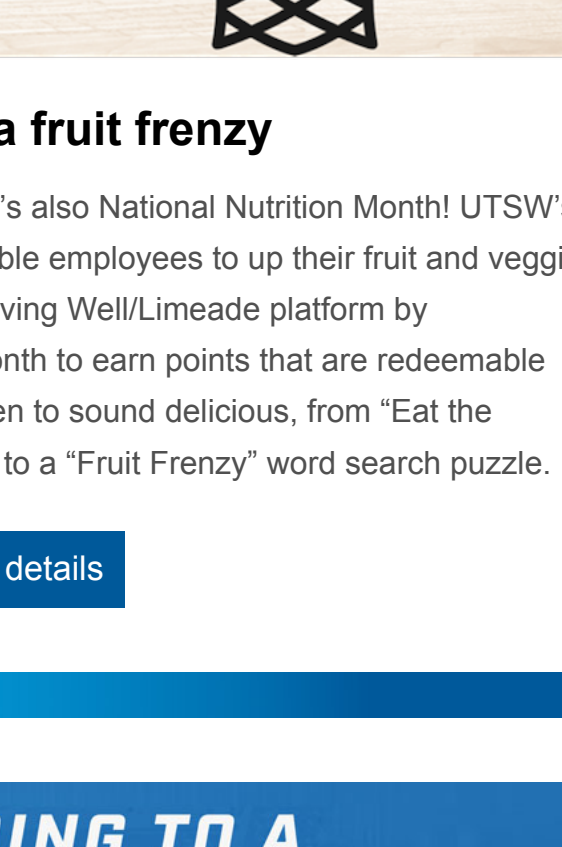 a fruit frenzy
's also National Nutrition Month! UTSW's
ble employees to up their fruit and veggi
ving Well/Limeade platform by
nth to earn points that are redeemable
en to sound delicious, from “Eat the
to a “Fruit Frenzy” word search puzzle.
details
ING TO A